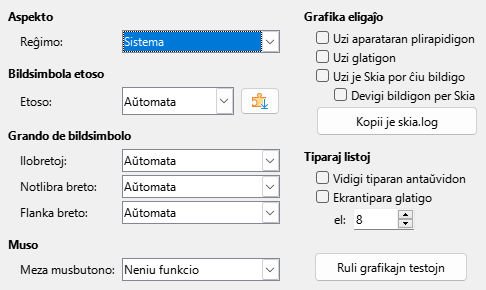 Aspekto
Reĝimo: Sistema
Bildsimbola etoso
Etoso: Aŭtomata
Grando de bildsimbolo
Ilobretoj: Aŭtomata
Notlibra breto: Aŭtomata
Flanka breto: Aŭtomata
Muso
Meza musbutono: Neniu funkcio
Grafika eligaĵo
Uzi aparataran plirapidigon
Uzi glatigon
Uzi je Skia por ĉiu bildigo
Devigi bildigon per Skia
Kopii je skia.log
Tiparaj listoj
Vidigi tiparan antaŭvidon
Ekrantipara glatigo
el: 8
Ruli grafikajn testojn